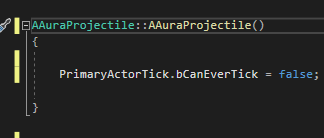 AAuraProjectile::AAuraProjectile()
{
PrimaryActorTick.bCanEverTick = false;
}